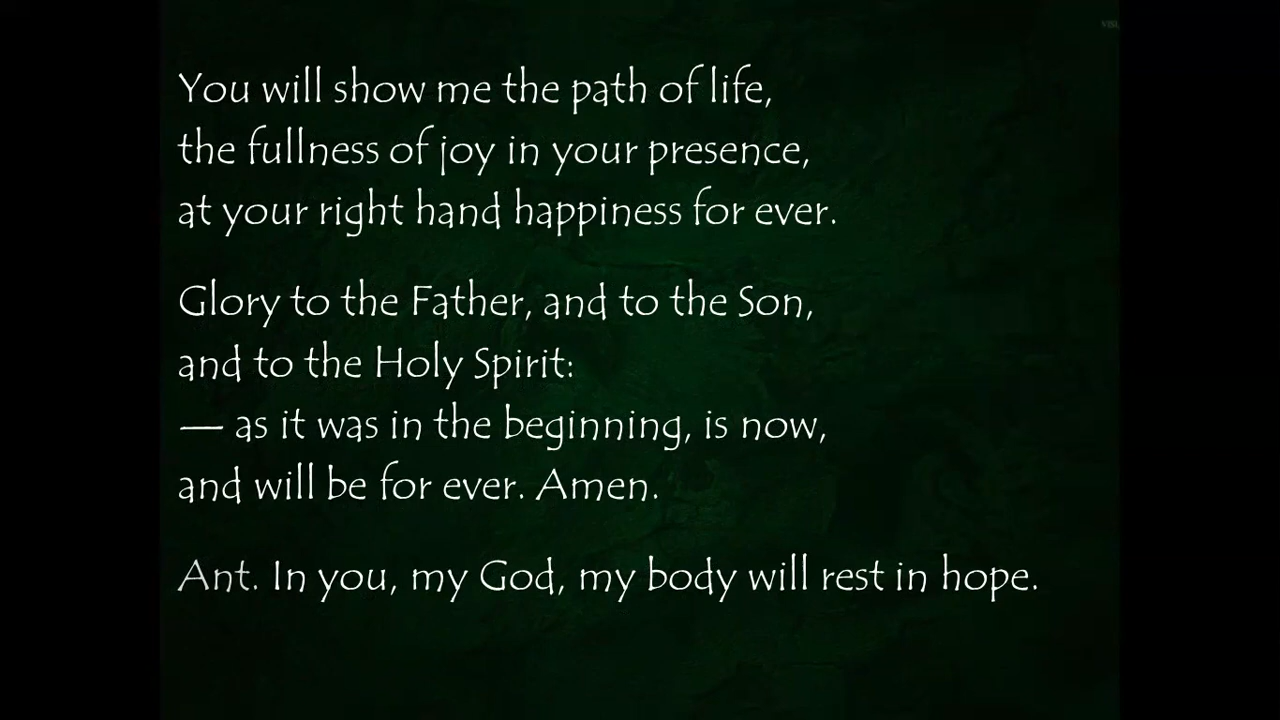 You will show me the path of life,
the fullness of joy in your presence,
at your right hand happiness for ever.
Glory to the Father, and to the Son,
and to the Holy Spirit:
— as it was in the beginning, is now,
and will be for ever. Amen.
Ant. In you, my God, my body will rest in hope.